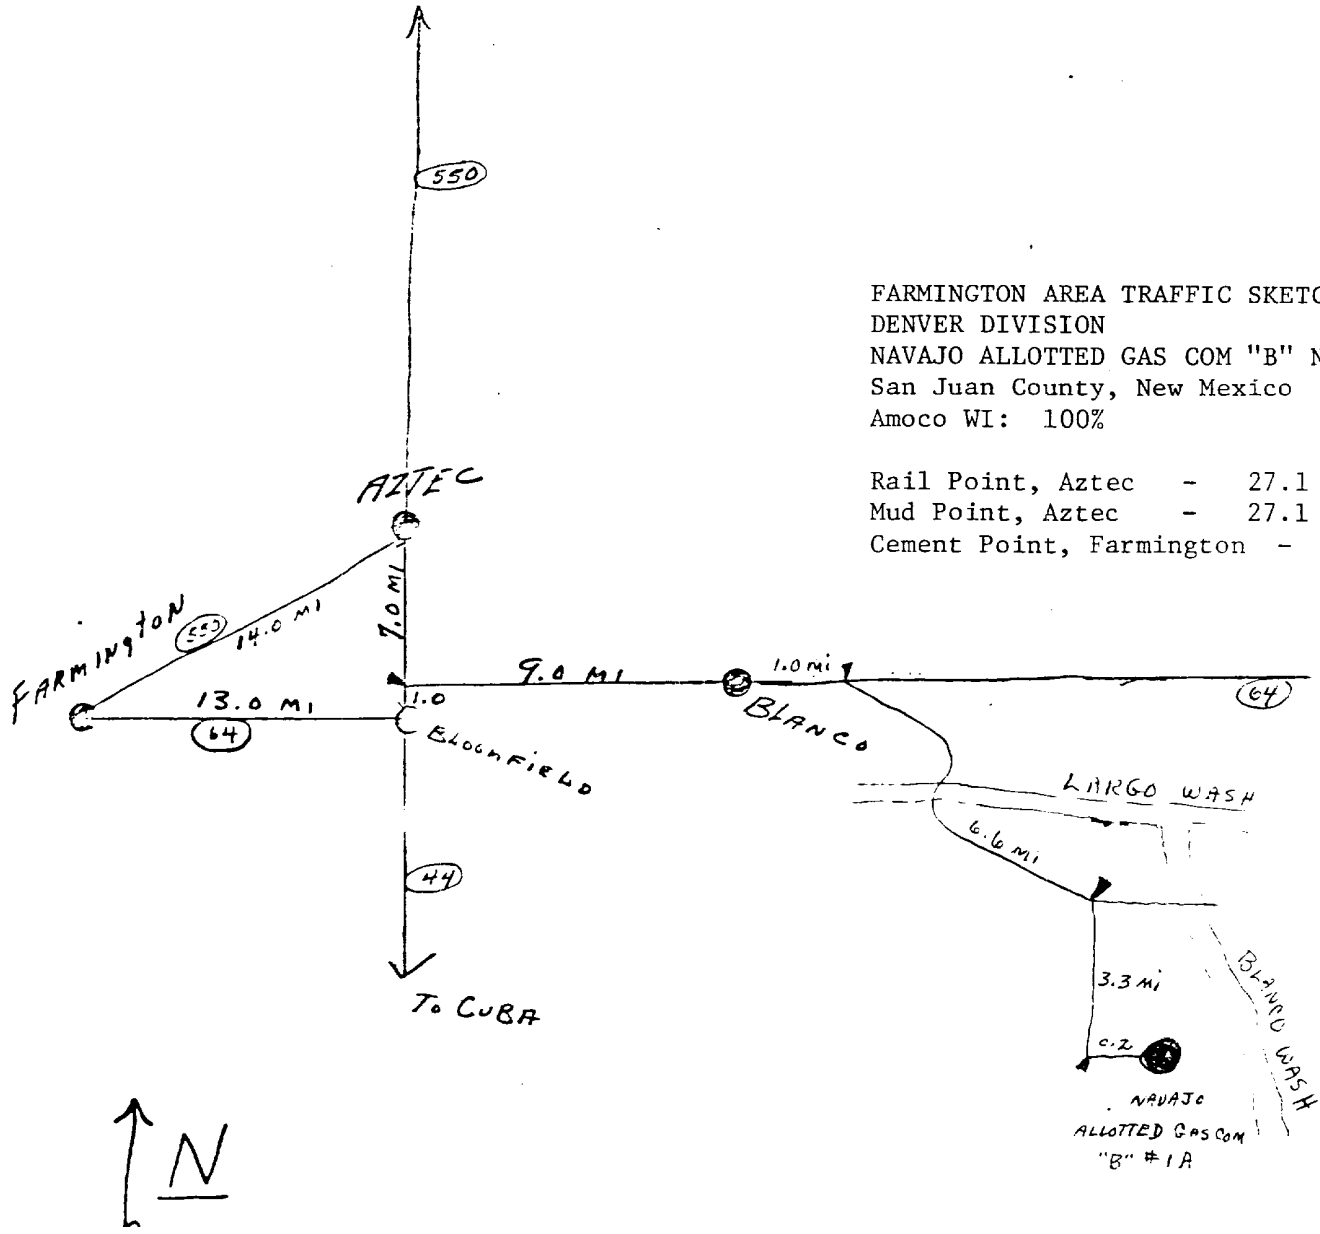 550
FARMINGTON AREA TRAFFIC SKETC
DENVER DIVISION
NAVAJO ALLOTTED GAS COM "B" N
San Juan County, New Mexico
Amoco WI: 100%
Rail Point, Aztec - 27.1
Mud Point, Aztec - 27.1
Cement Point, Farmington -
AZTEC
7.0 MI
FARMINGTON
550
14.0 MI
9.0 MI
1.0 mi
64
13.0 MI
64
1.0
BLOOMFIELD
BLANCO
LARGO WASH
6.6 mi
44
3.3 mi
BLANCO WASH
0.2
TO CUBA
NAVAJO
ALLOTTED GAS COM
"B" #1A
N